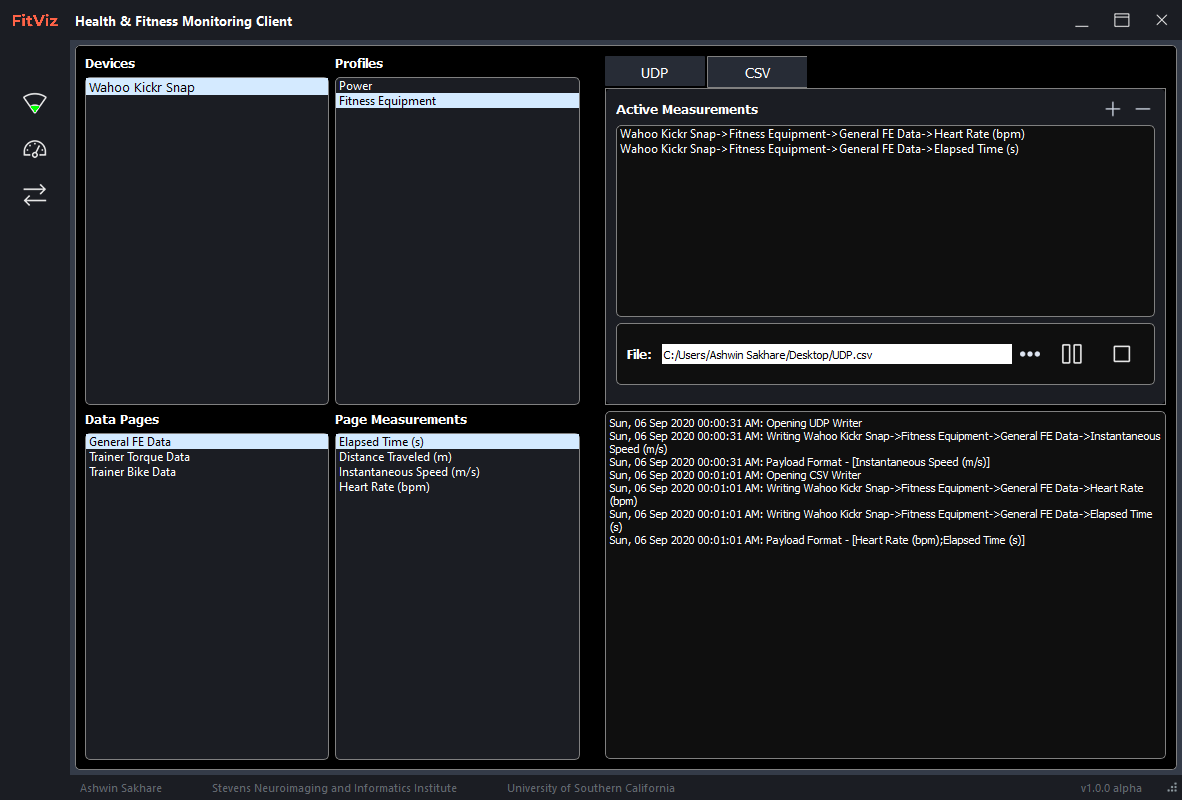 FitViz
Health & Fitness Monitoring Client
Devices
Wahoo Kickr Snap
Profiles
Power
Fitness Equipment
Data Pages
General FE Data
Trainer Torque Data
Trainer Bike Data
Page Measurements
Elapsed Time (s)
Distance Traveled (m)
Instantaneous Speed (m/s)
Heart Rate (bpm)
UDP
CSV
Active Measurements
Wahoo Kickr Snap->Fitness Equipment->General FE Data->Heart Rate (bpm)
Wahoo Kickr Snap->Fitness Equipment->General FE Data->Elapsed Time (s)
File: C:/Users/Ashwin Sakhare/Desktop/UDP.csv
Sun, 06 Sep 2020 00:00:31 AM: Opening UDP Writer
Sun, 06 Sep 2020 00:00:31 AM: Writing Wahoo Kickr Snap->Fitness Equipment->General FE Data->Instantaneous
Speed (m/s)
Sun, 06 Sep 2020 00:00:31 AM: Payload Format - [Instantaneous Speed (m/s)]
Sun, 06 Sep 2020 00:01:01 AM: Opening CSV Writer
Sun, 06 Sep 2020 00:01:01 AM: Writing Wahoo Kickr Snap->Fitness Equipment->General FE Data->Heart Rate
(bpm)
Sun, 06 Sep 2020 00:01:01 AM: Writing Wahoo Kickr Snap->Fitness Equipment->General FE Data->Elapsed Time
(s)
Sun, 06 Sep 2020 00:01:01 AM: Payload Format - [Heart Rate (bpm);Elapsed Time (s)]
Ashwin Sakhare
Stevens Neuroimaging and Informatics Institute
University of Southern California
v1.0.0 alpha